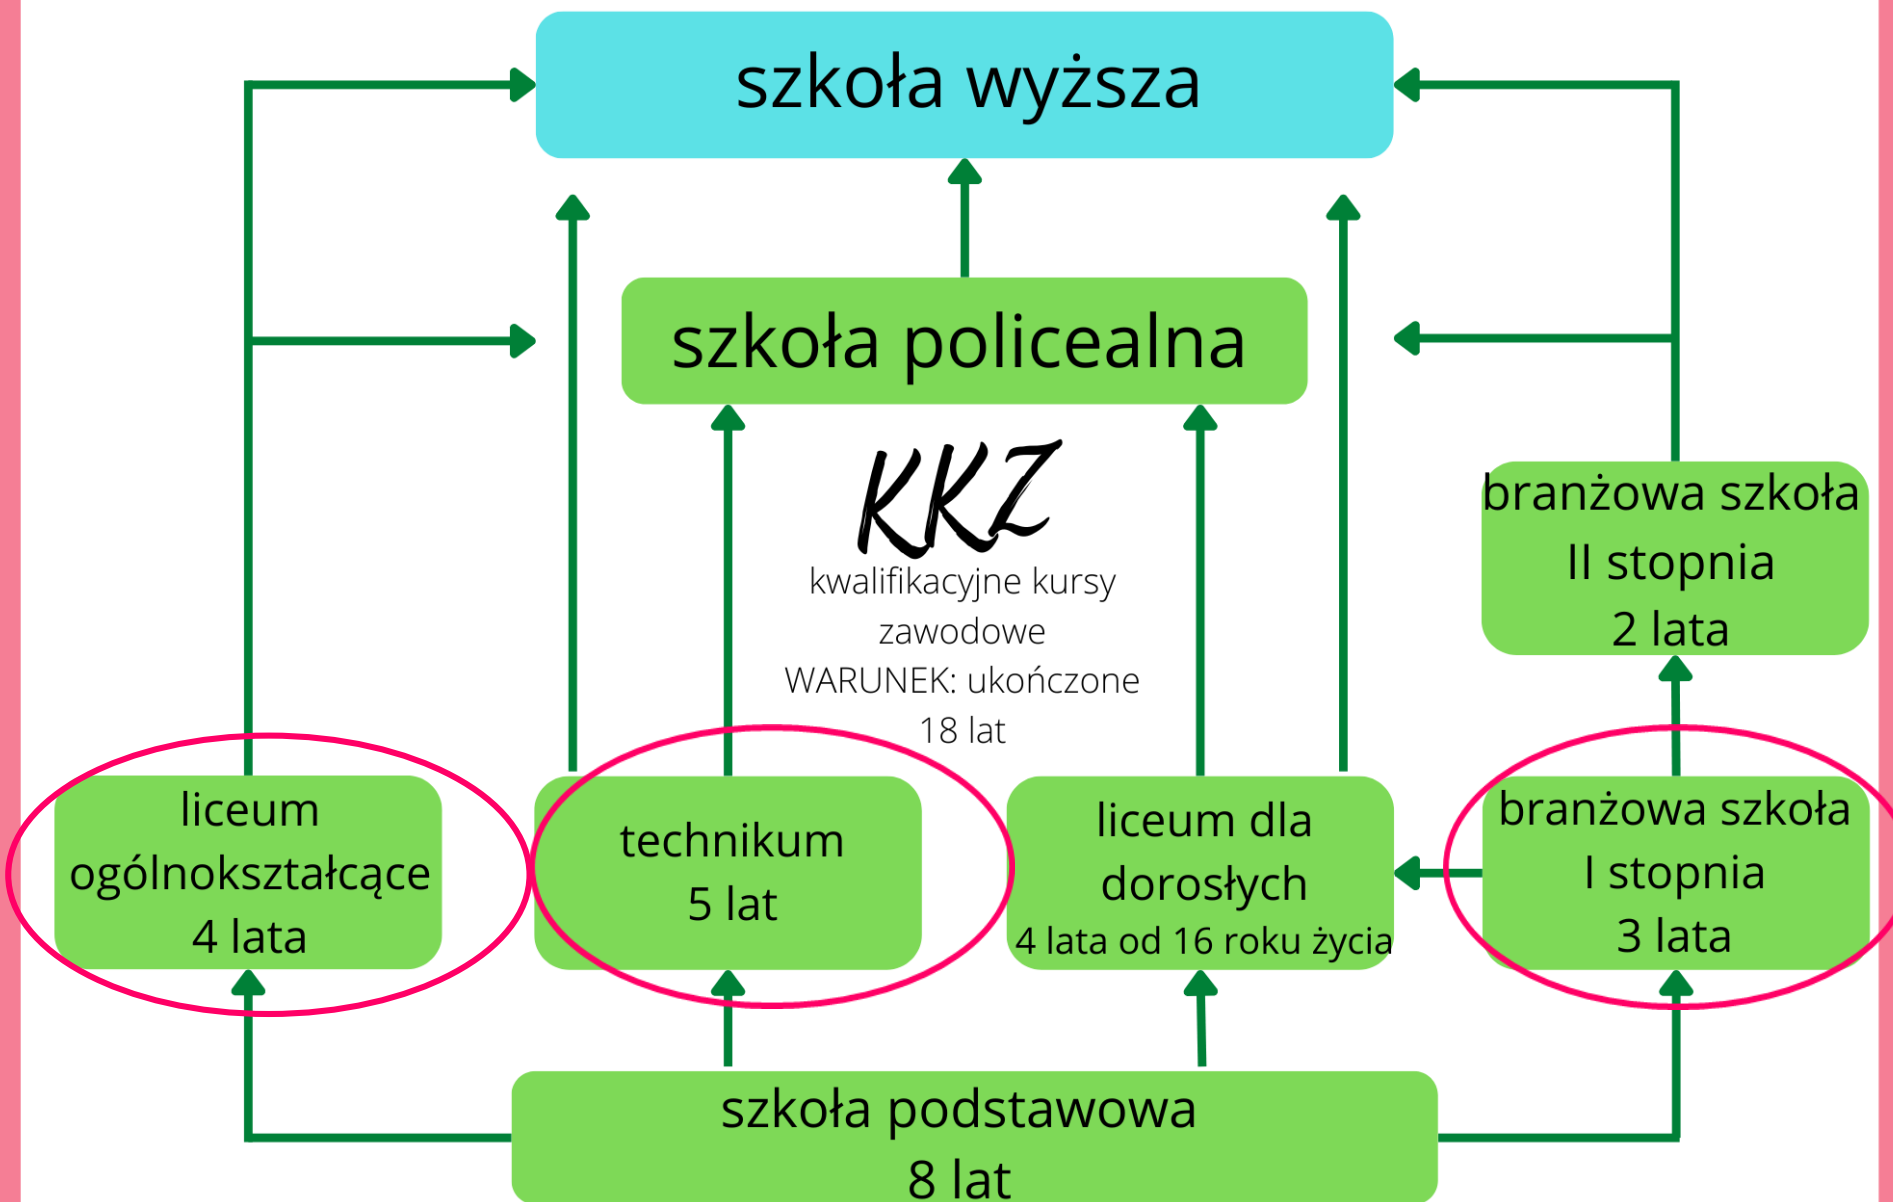 szkoła wyższa
szkoła policealna
KKZ
kwalifikacyjne kursy
zawodowe
WARUNEK: ukończone
18 lat
branżowa szkoła
II stopnia
2 lata
liceum
ogólnokształcące
4 lata
technikum
5 lat
liceum dla
dorosłych
4 lata od 16 roku życia
branżowa szkoła
I stopnia
3 lata
szkoła podstawowa
8 lat